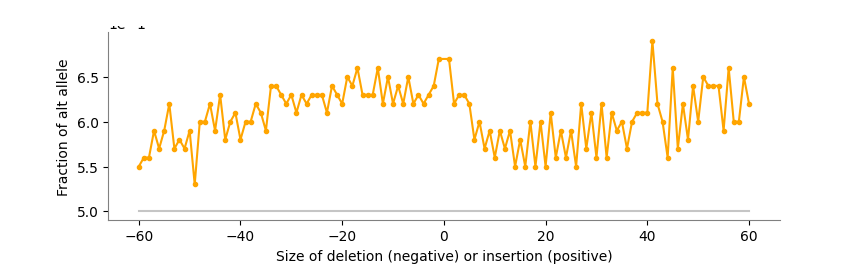 6.5
6.0
5.5
5.0
Fraction of alt allele
−60 −40 −20 0 20 40 60
Size of deletion (negative) or insertion (positive)